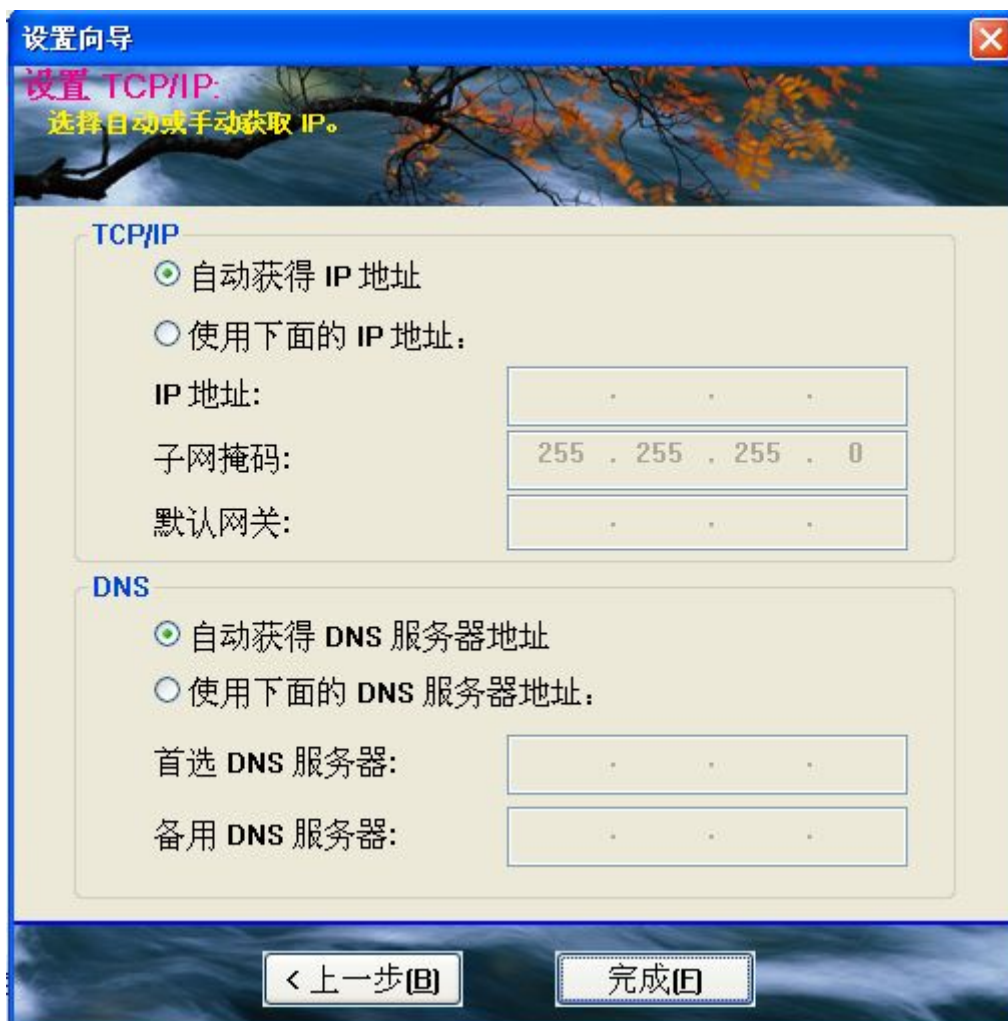 设置向导
设置 TCP/IP:
选择自动或手动获取 IP。
TCP/IP
自动获得 IP 地址
使用下面的 IP 地址：
IP 地址:
子网掩码: 255 . 255 . 255 . 0
默认网关:
DNS
自动获得 DNS 服务器地址
使用下面的 DNS 服务器地址：
首选 DNS 服务器:
备用 DNS 服务器:
<上一步(B) 完成(F)